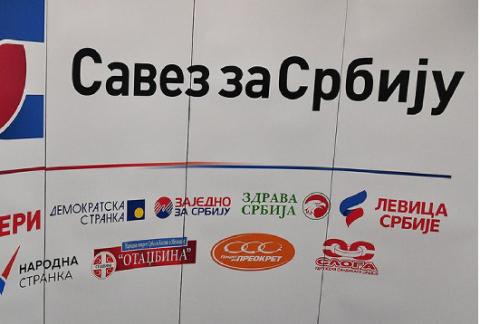 Савез за Србију
ЕРИ
ДЕМОКРАТСКА
СТРАНКА
ЗАЈЕДНО
ЗА СРБИЈУ
ЗДРАВА
СРБИЈА
ЛЕВИЦА
СРБИЈЕ
НАРОДНА
СТРАНКА
"ОТАЏБИНА"
ПРЕОКРЕТ
СЛОГА